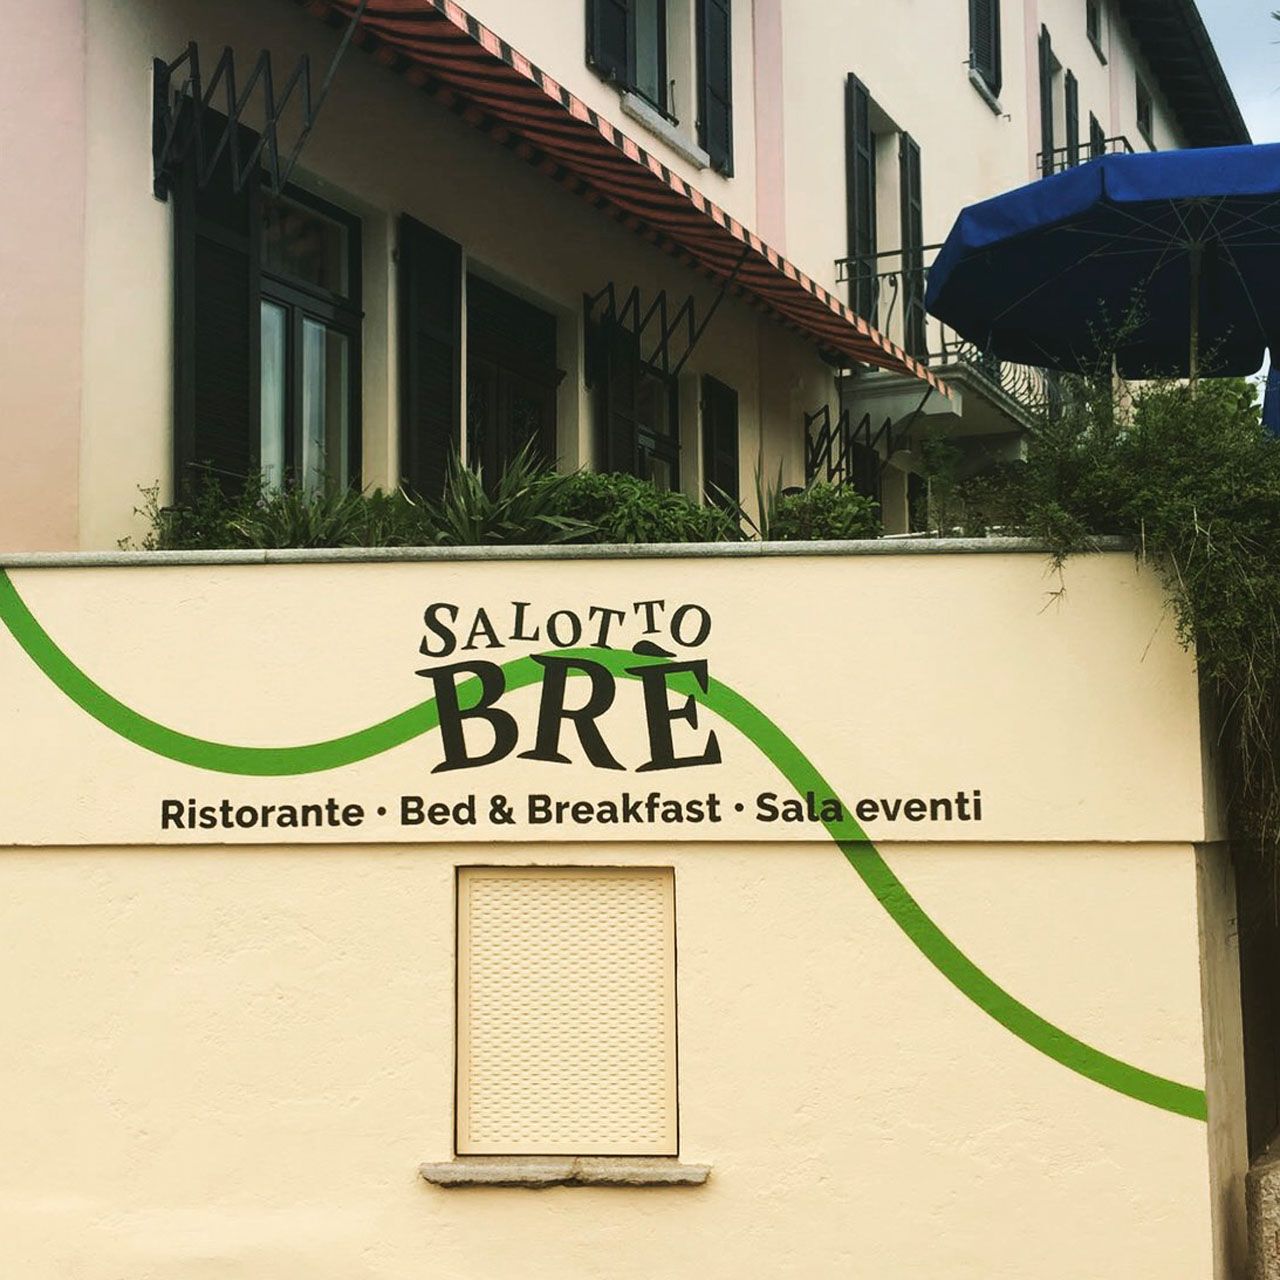 SALOTTO
BRÈ
Ristorante • Bed & Breakfast • Sala eventi